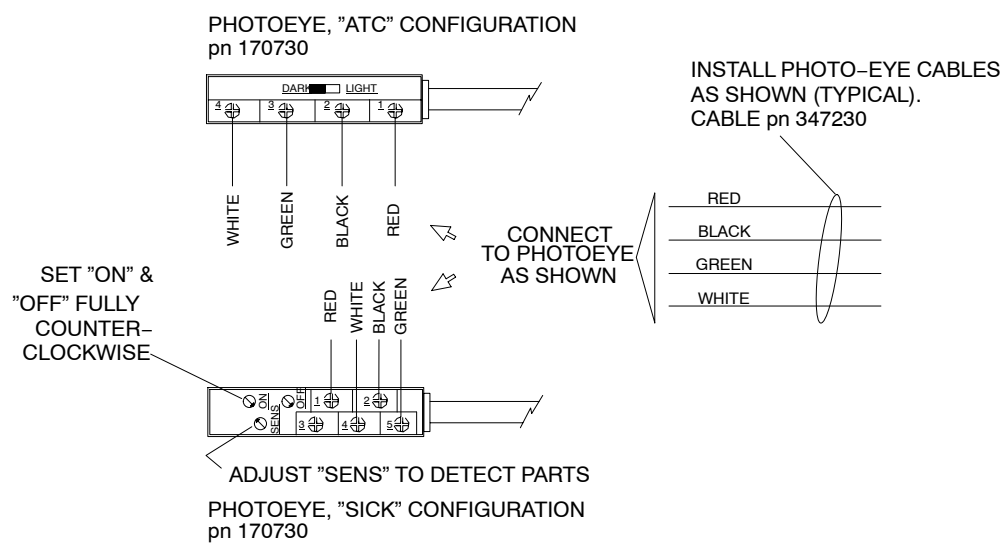 PHOTOEYE, ”ATC” CONFIGURATION
pn 170730
DARK LIGHT
4 3 2 1
WHITE
GREEN
BLACK
RED
INSTALL PHOTO−EYE CABLES
AS SHOWN (TYPICAL).
CABLE pn 347230
RED
BLACK
GREEN
WHITE
CONNECT
TO PHOTOEYE
AS SHOWN
SET ”ON” &
”OFF” FULLY
COUNTER−
CLOCKWISE
RED
WHITE
BLACK
GREEN
ON
OFF
SENS
1 2
3 4 5
ADJUST ”SENS” TO DETECT PARTS
PHOTOEYE, ”SICK” CONFIGURATION
pn 170730